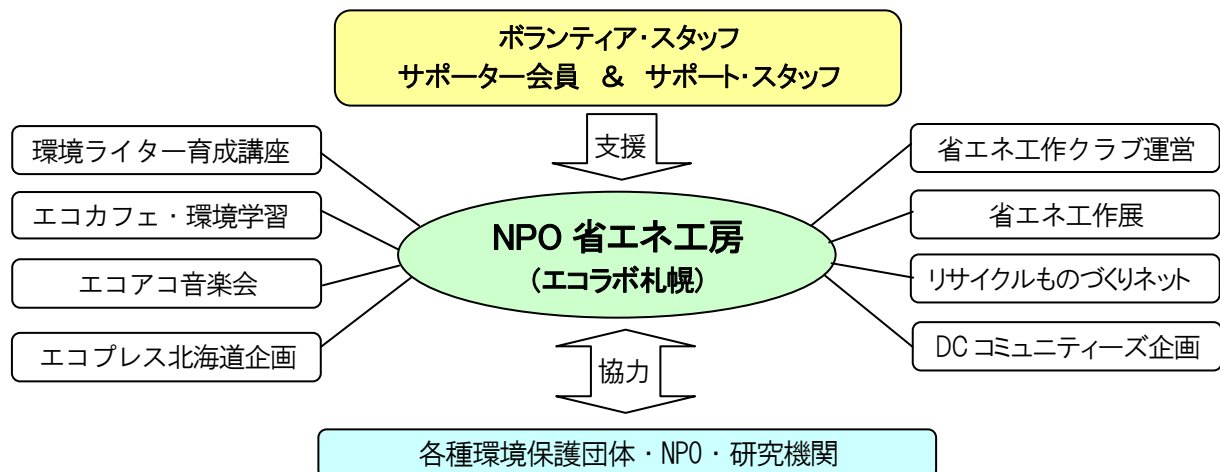 ボランティア・スタッフ
サポーター会員 & サポート・スタッフ
支援
環境ライター育成講座
エコカフェ・環境学習
エコアコ音楽会
エコプレス北海道企画
NPO 省エネ工房
(エコラボ札幌)
省エネ工作クラブ運営
省エネ工作展
リサイクルものづくりネット
DCコミュニティーズ企画
協力
各種環境保護団体・NPO・研究機関